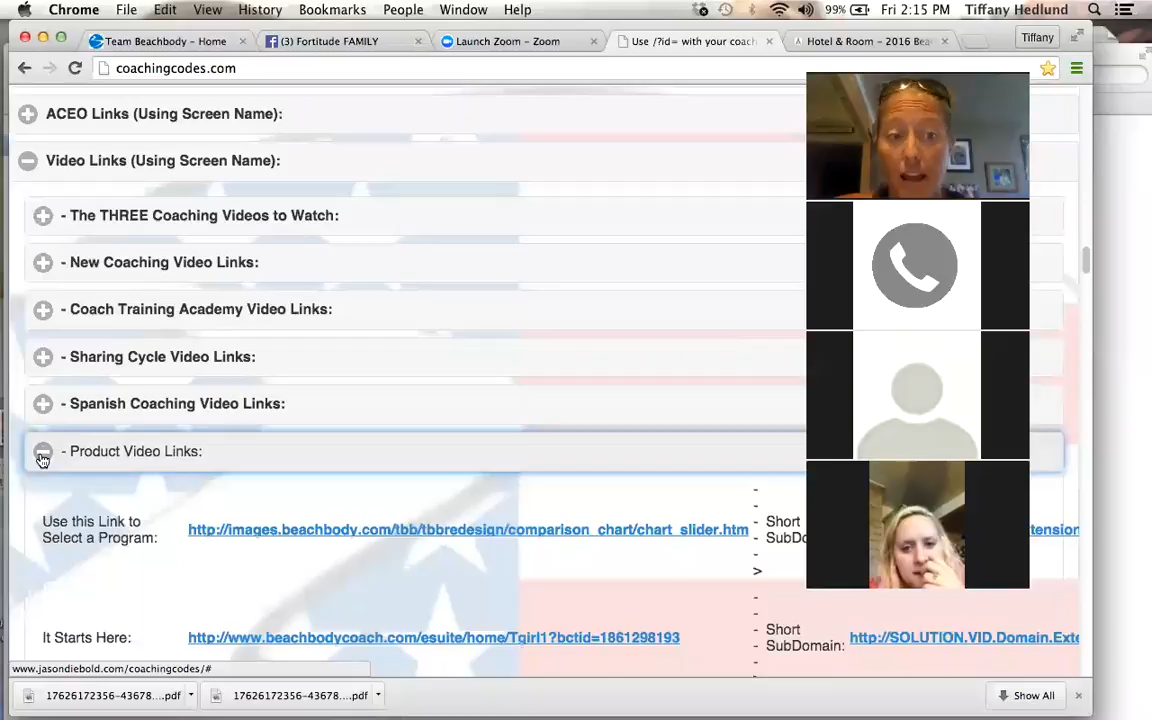 Chrome File Edit View History Bookmarks People Window Help 99% Fri 2:15 PM Tiffany Hedlund
Team Beachbody - Home (3) Fortitude FAMILY Launch Zoom - Zoom Use /?id= with your coach Hotel & Room – 2016 Bea Tiffany
coachingcodes.com
ACEO Links (Using Screen Name):
Video Links (Using Screen Name):
- The THREE Coaching Videos to Watch:
- New Coaching Video Links:
- Coach Training Academy Video Links:
- Sharing Cycle Video Links:
- Spanish Coaching Video Links:
- Product Video Links:
Use this Link to
Select a Program:
http://images.beachbody.com/tbb/tbbredesign/comparison_chart/chart_slider.htm
- Short
- SubDo
>
tension
It Starts Here: http://www.beachbodycoach.com/esuite/home/Tgirl1?bctid=1861298193
- Short
SubDomain:
http://SOLUTION.VID.Domain.Exte
www.jasondiebold.com/coachingcodes/#
17626172356-43678....pdf 17626172356-43678....pdf Show All